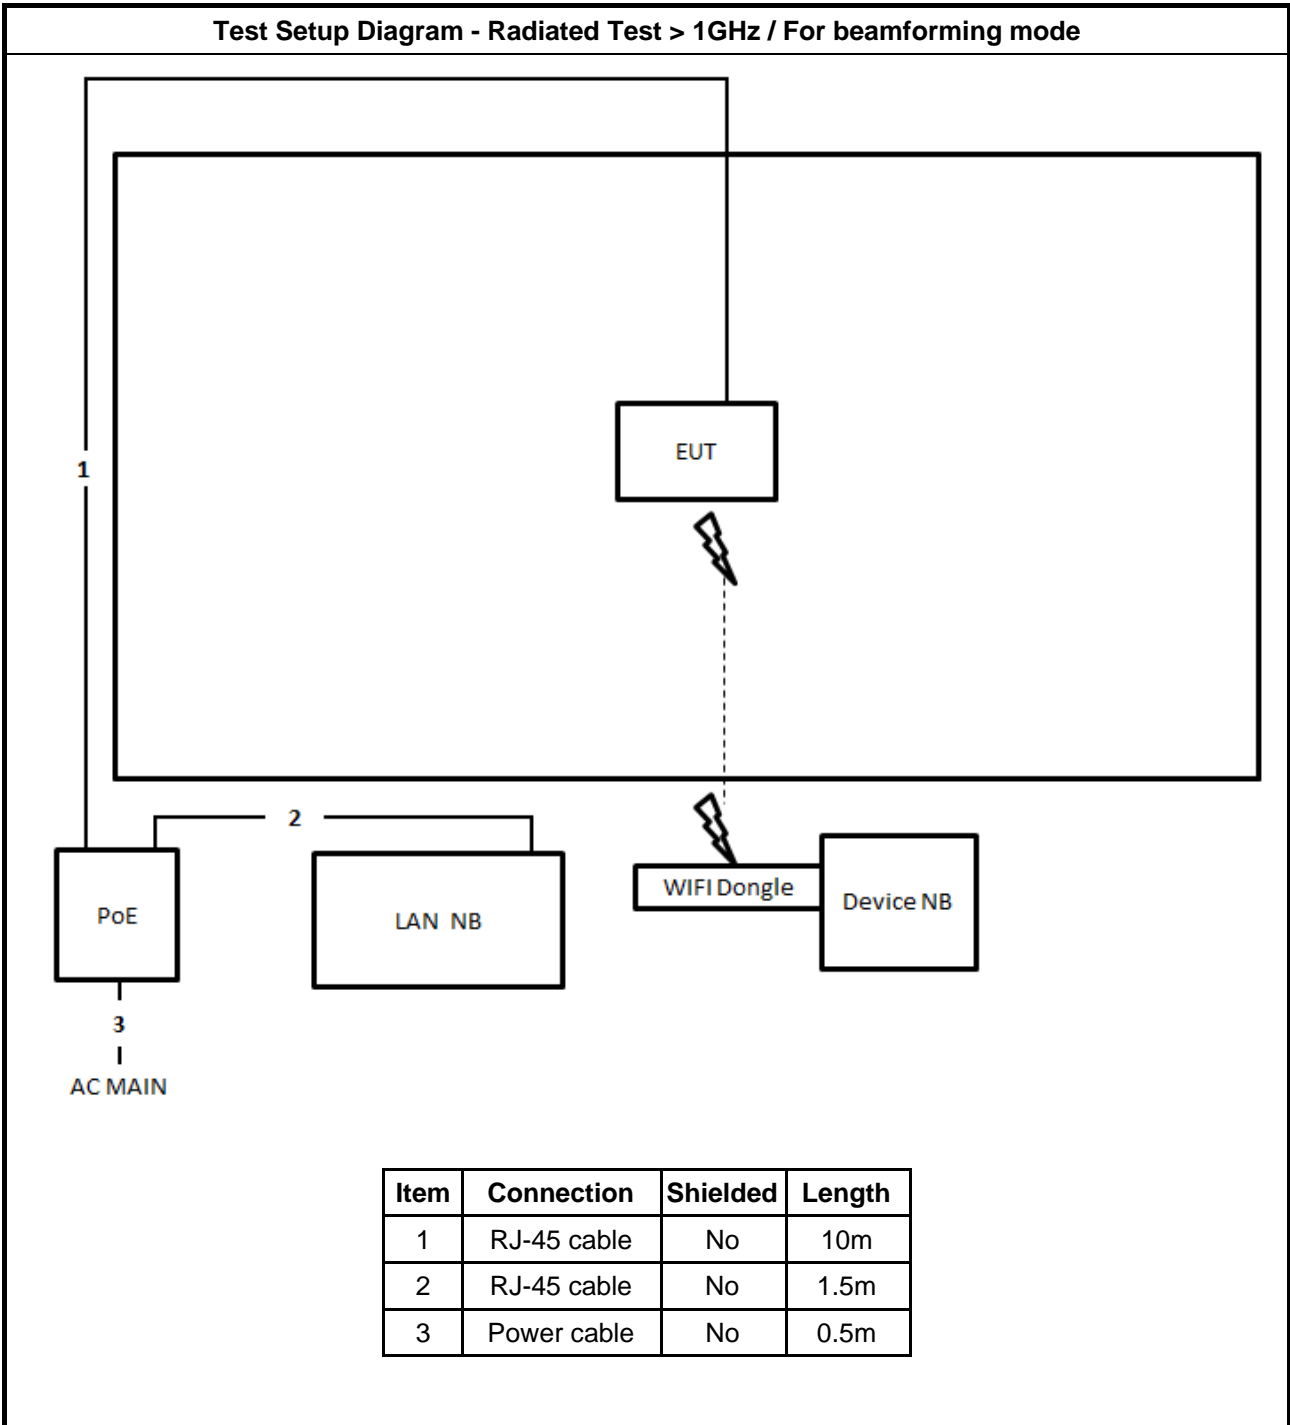 Test Setup Diagram - Radiated Test > 1GHz / For beamforming mode
EUT
1
2
WIFI Dongle
Device NB
PoE
LAN NB
3
AC MAIN
Item Connection Shielded Length
1 RJ-45 cable No 10m
2 RJ-45 cable No 1.5m
3 Power cable No 0.5m